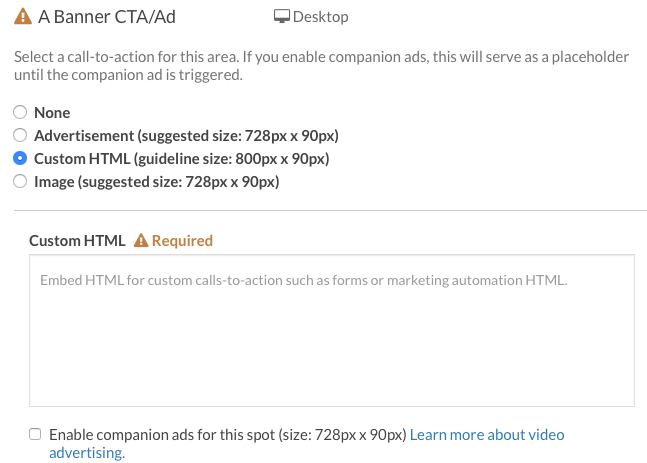 A Banner CTA/Ad Desktop
Select a call-to-action for this area. If you enable companion ads, this will serve as a placeholder
until the companion ad is triggered.
None
Advertisement (suggested size: 728px x 90px)
Custom HTML (guideline size: 800px x 90px)
Image (suggested size: 728px x 90px)
Custom HTML Required
Embed HTML for custom calls-to-action such as forms or marketing automation HTML.
Enable companion ads for this spot (size: 728px x 90px) Learn more about video
advertising.